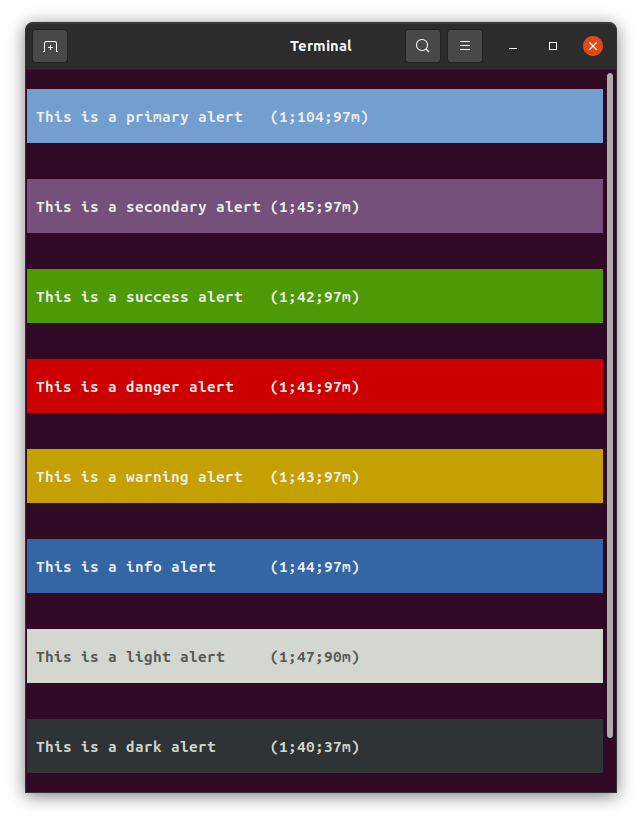 Terminal
This is a primary alert   (1;104;97m)
This is a secondary alert (1;45;97m)
This is a success alert   (1;42;97m)
This is a danger alert    (1;41;97m)
This is a warning alert   (1;43;97m)
This is a info alert      (1;44;97m)
This is a light alert     (1;47;90m)
This is a dark alert      (1;40;37m)